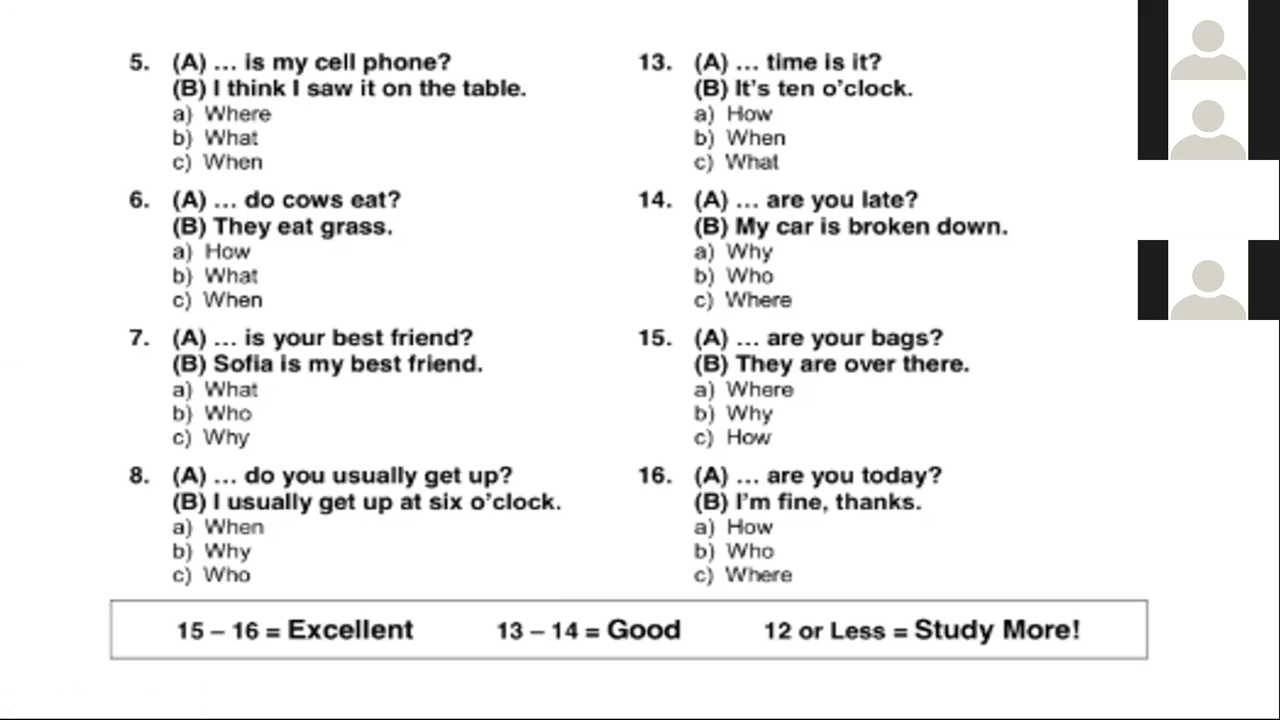 5. (A) ... is my cell phone?
(B) I think I saw it on the table.
a) Where
b) What
c) When
6. (A) ... do cows eat?
(B) They eat grass.
a) How
b) What
c) When
7. (A) ... is your best friend?
(B) Sofia is my best friend.
a) What
b) Who
c) Why
8. (A) ... do you usually get up?
(B) I usually get up at six o'clock.
a) When
b) Why
c) Who
13. (A) ... time is it?
(B) It's ten o'clock.
a) How
b) When
c) What
14. (A) ... are you late?
(B) My car is broken down.
a) Why
b) Who
c) Where
15. (A) ... are your bags?
(B) They are over there.
a) Where
b) Why
c) How
16. (A) ... are you today?
(B) I'm fine, thanks.
a) How
b) Who
c) Where
15 – 16 = Excellent 13 – 14 = Good 12 or Less = Study More!